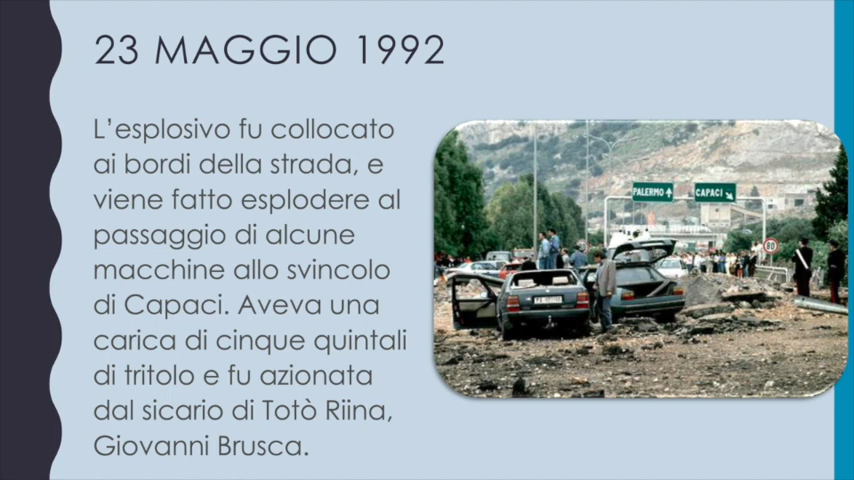 23 MAGGIO 1992
L'esplosivo fu collocato
ai bordi della strada, e
viene fatto esplodere al
passaggio di alcune
macchine allo svincolo
di Capaci. Aveva una
carica di cinque quintali
di tritolo e fu azionata
dal sicario di Totò Riina,
Giovanni Brusca.
PALERMO
CAPACI
80